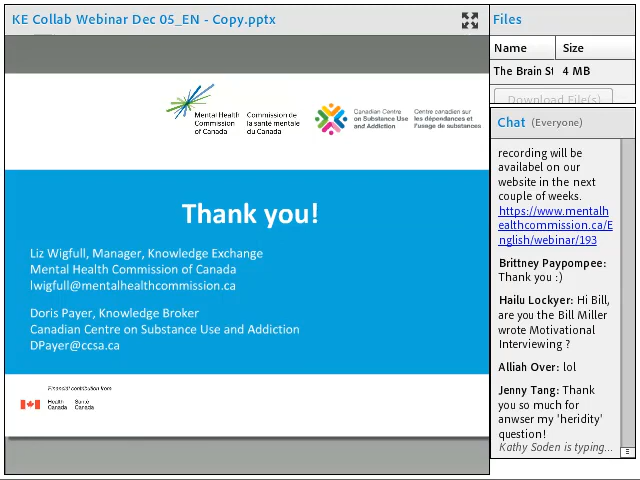 KE Collab Webinar Dec 05_EN - Copy.pptx
Mental Health
Commission
of Canada
Commission de
la santé mentale
du Canada
Canadian Centre
on Substance Use
and Addiction
Centre canadien sur
les dépendances et
l'usage de substances
Thank you!
Liz Wigfull, Manager, Knowledge Exchange
Mental Health Commission of Canada
lwigfull@mentalhealthcommission.ca
Doris Payer, Knowledge Broker
Canadian Centre on Substance Use and Addiction
DPayer@ccsa.ca
Financial contribution from
Health
Canada
Santé
Canada
Files
Name Size
The Brain St 4 MB
Download File(s)
Chat (Everyone)
recording will be
availabel on our
website in the next
couple of weeks.
https://www.mentalh
ealthcommission.ca/E
nglish/webinar/193
Brittney Paypompee:
Thank you :)
Hailu Lockyer: Hi Bill,
are you the Bill Miller
wrote Motivational
Interviewing ?
Alliah Over: lol
Jenny Tang: Thank
you so much for
anwser my 'heridity'
question!
Kathy Soden is typing...